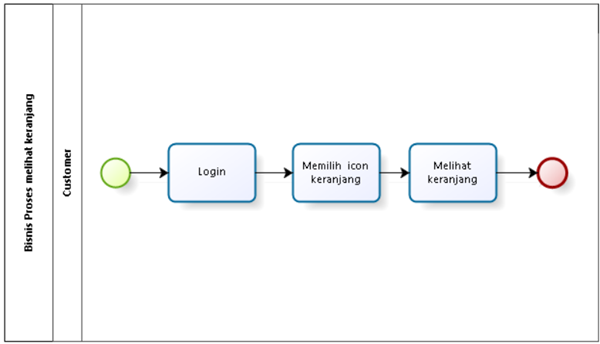 Bisnis Proses melihat keranjang
Customer
Login
Memilih icon
keranjang
Melihat
keranjang